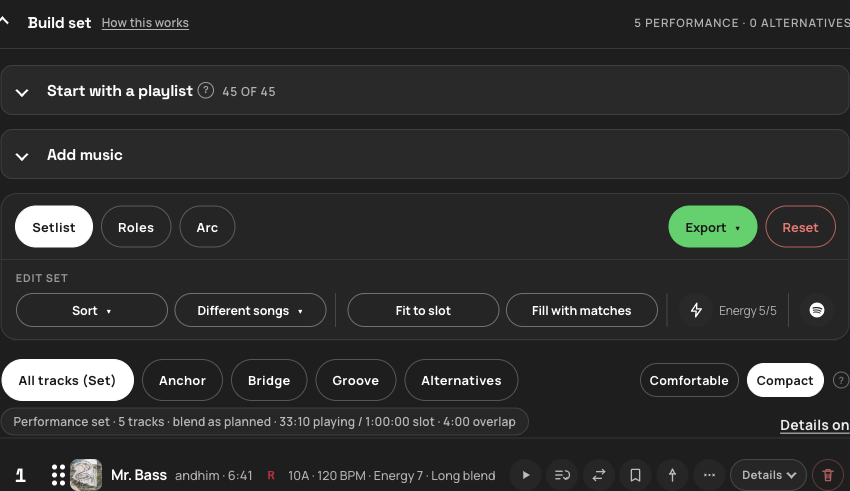 Build set How this works 5 PERFORMANCE · 0 ALTERNATIVES
Start with a playlist ? 45 OF 45
Add music
Setlist Roles Arc Export Reset
EDIT SET
Sort Different songs Fit to slot Fill with matches Energy 5/5
All tracks (Set) Anchor Bridge Groove Alternatives Comfortable Compact ?
Performance set · 5 tracks · blend as planned · 33:10 playing / 1:00:00 slot · 4:00 overlap
Details on
1 Mr. Bass andhim · 6:41 R 10A · 120 BPM · Energy 7 · Long blend Details